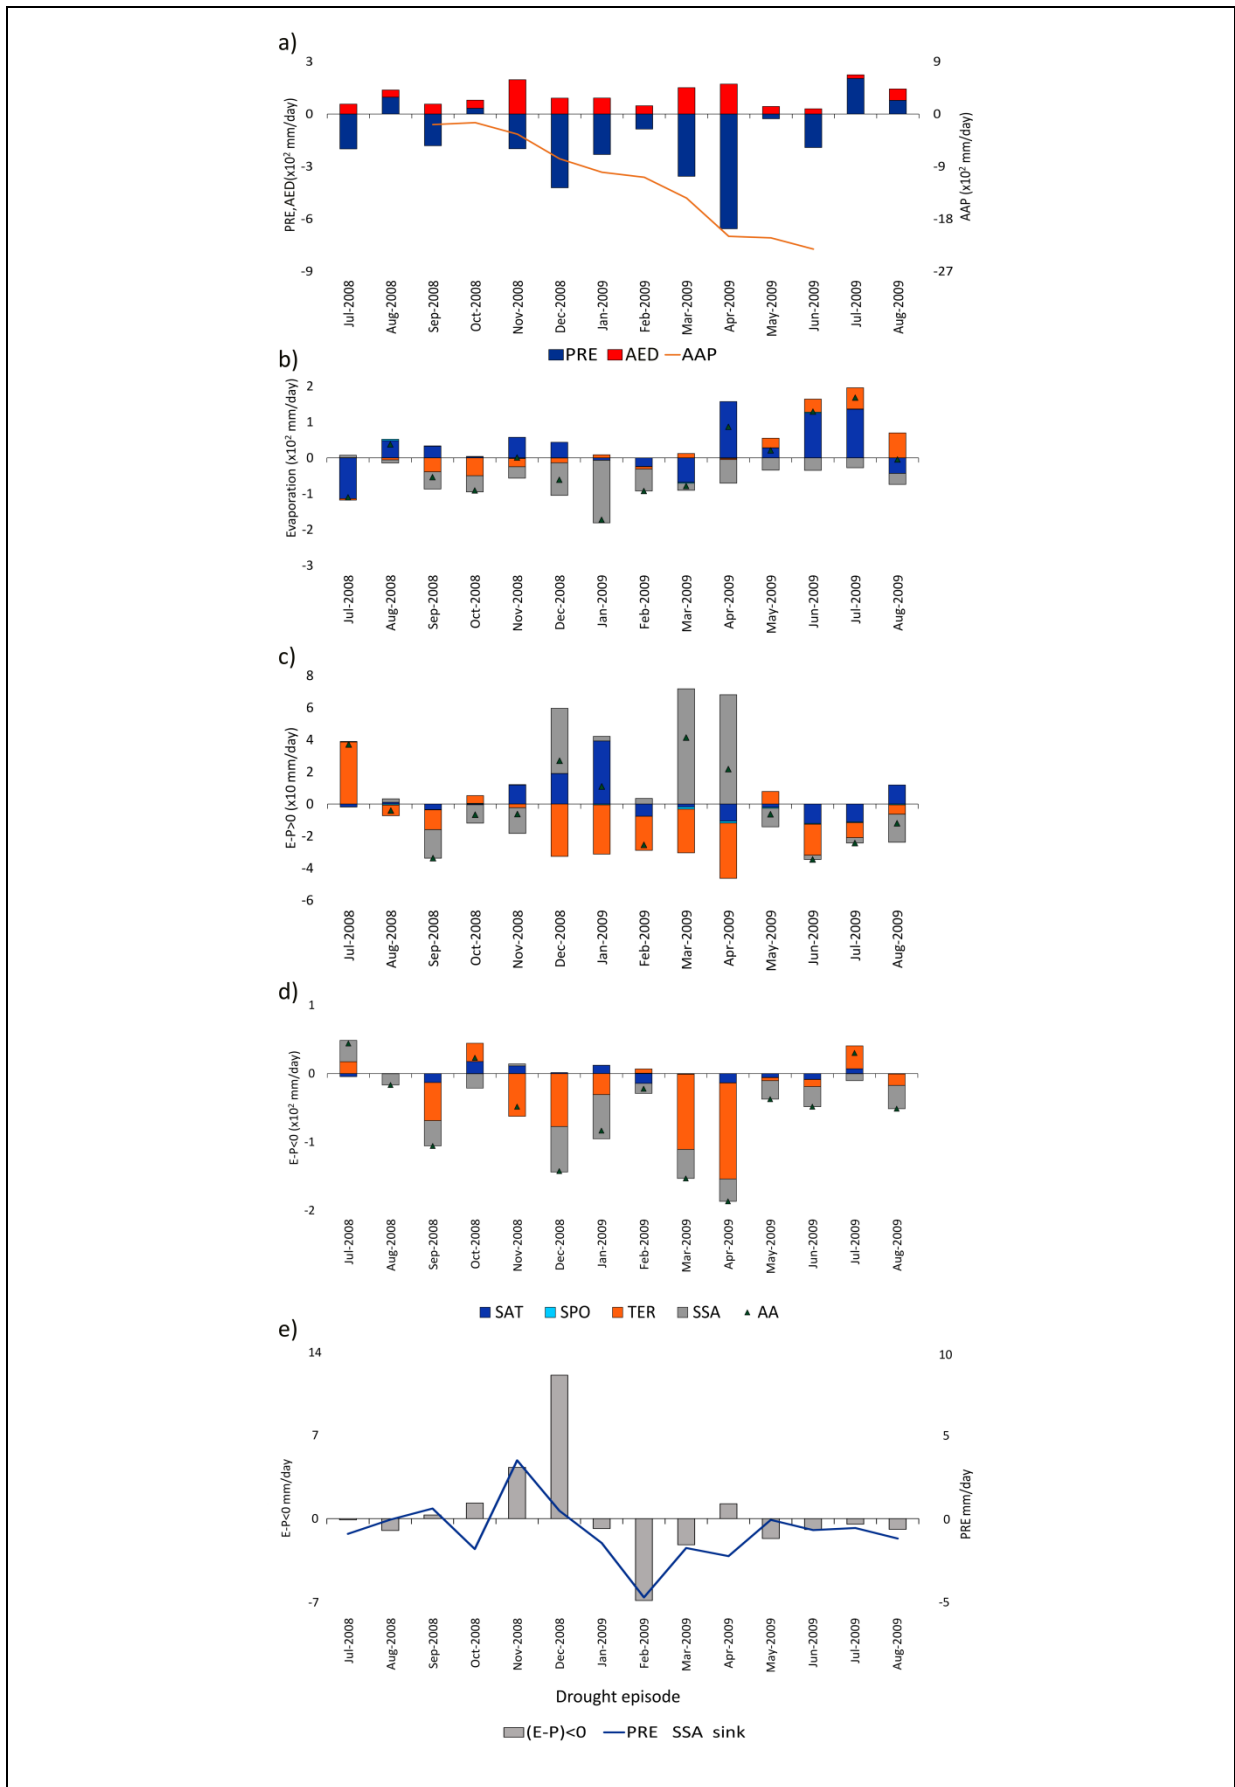 a)
3
0
-3
-6
-9
PRE,AED(x10² mm/day)
9
0
-9
-18
-27
AAP (x10² mm/day)
Jul-2008
Aug-2008
Sep-2008
Oct-2008
Nov-2008
Dec-2008
Jan-2009
Feb-2009
Mar-2009
Apr-2009
May-2009
Jun-2009
Jul-2009
Aug-2009
PRE AED AAP
b)
2
1
0
-1
-2
-3
Evaporation (x10² mm/day)
Jul-2008
Aug-2008
Sep-2008
Oct-2008
Nov-2008
Dec-2008
Jan-2009
Feb-2009
Mar-2009
Apr-2009
May-2009
Jun-2009
Jul-2009
Aug-2009
c)
8
6
4
2
0
-2
-4
-6
E-P>0 (x10 mm/day)
Jul-2008
Aug-2008
Sep-2008
Oct-2008
Nov-2008
Dec-2008
Jan-2009
Feb-2009
Mar-2009
Apr-2009
May-2009
Jun-2009
Jul-2009
Aug-2009
d)
1
0
-1
-2
E-P<0 (x10² mm/day)
Jul-2008
Aug-2008
Sep-2008
Oct-2008
Nov-2008
Dec-2008
Jan-2009
Feb-2009
Mar-2009
Apr-2009
May-2009
Jun-2009
Jul-2009
Aug-2009
SAT SPO TER SSA AA
e)
14
7
0
-7
E-P<0 mm/day
10
5
0
-5
PRE mm/day
Jul-2008
Aug-2008
Sep-2008
Oct-2008
Nov-2008
Dec-2008
Jan-2009
Feb-2009
Mar-2009
Apr-2009
May-2009
Jun-2009
Jul-2009
Aug-2009
Drought episode
(E-P)<0 PRE SSA sink